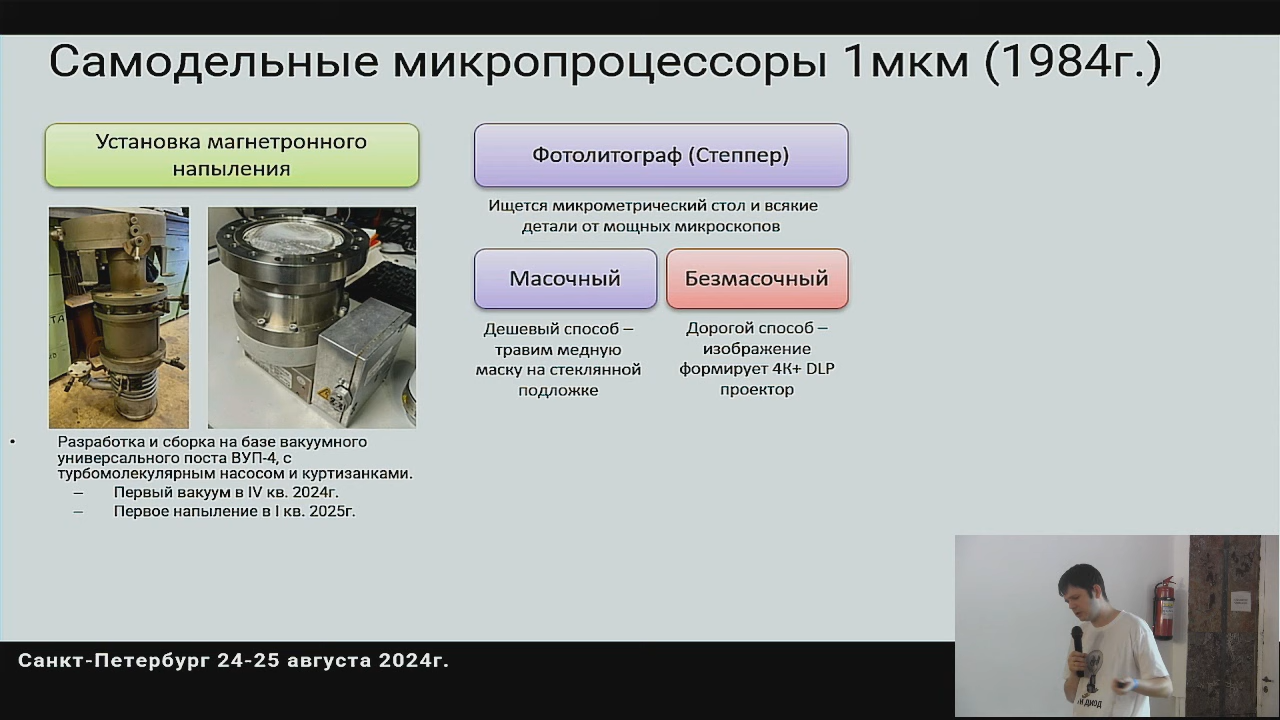 Самодельные микропроцессоры 1мкм (1984г.)
Установка магнетронного
напыления
Разработка и сборка на базе вакуумного
универсального поста ВУП-4, с
турбомолекулярным насосом и куртизанками.
Первый вакуум в IV кв. 2024г.
Первое напыление в I кв. 2025г.
Фотолитограф (Степпер)
Ищется микрометрический стол и всякие
детали от мощных микроскопов
Масочный
Дешевый способ –
травим медную
маску на стеклянной
подложке
Безмасочный
Дорогой способ –
изображение
формирует 4К+ DLP
проектор
Санкт-Петербург 24-25 августа 2024г.